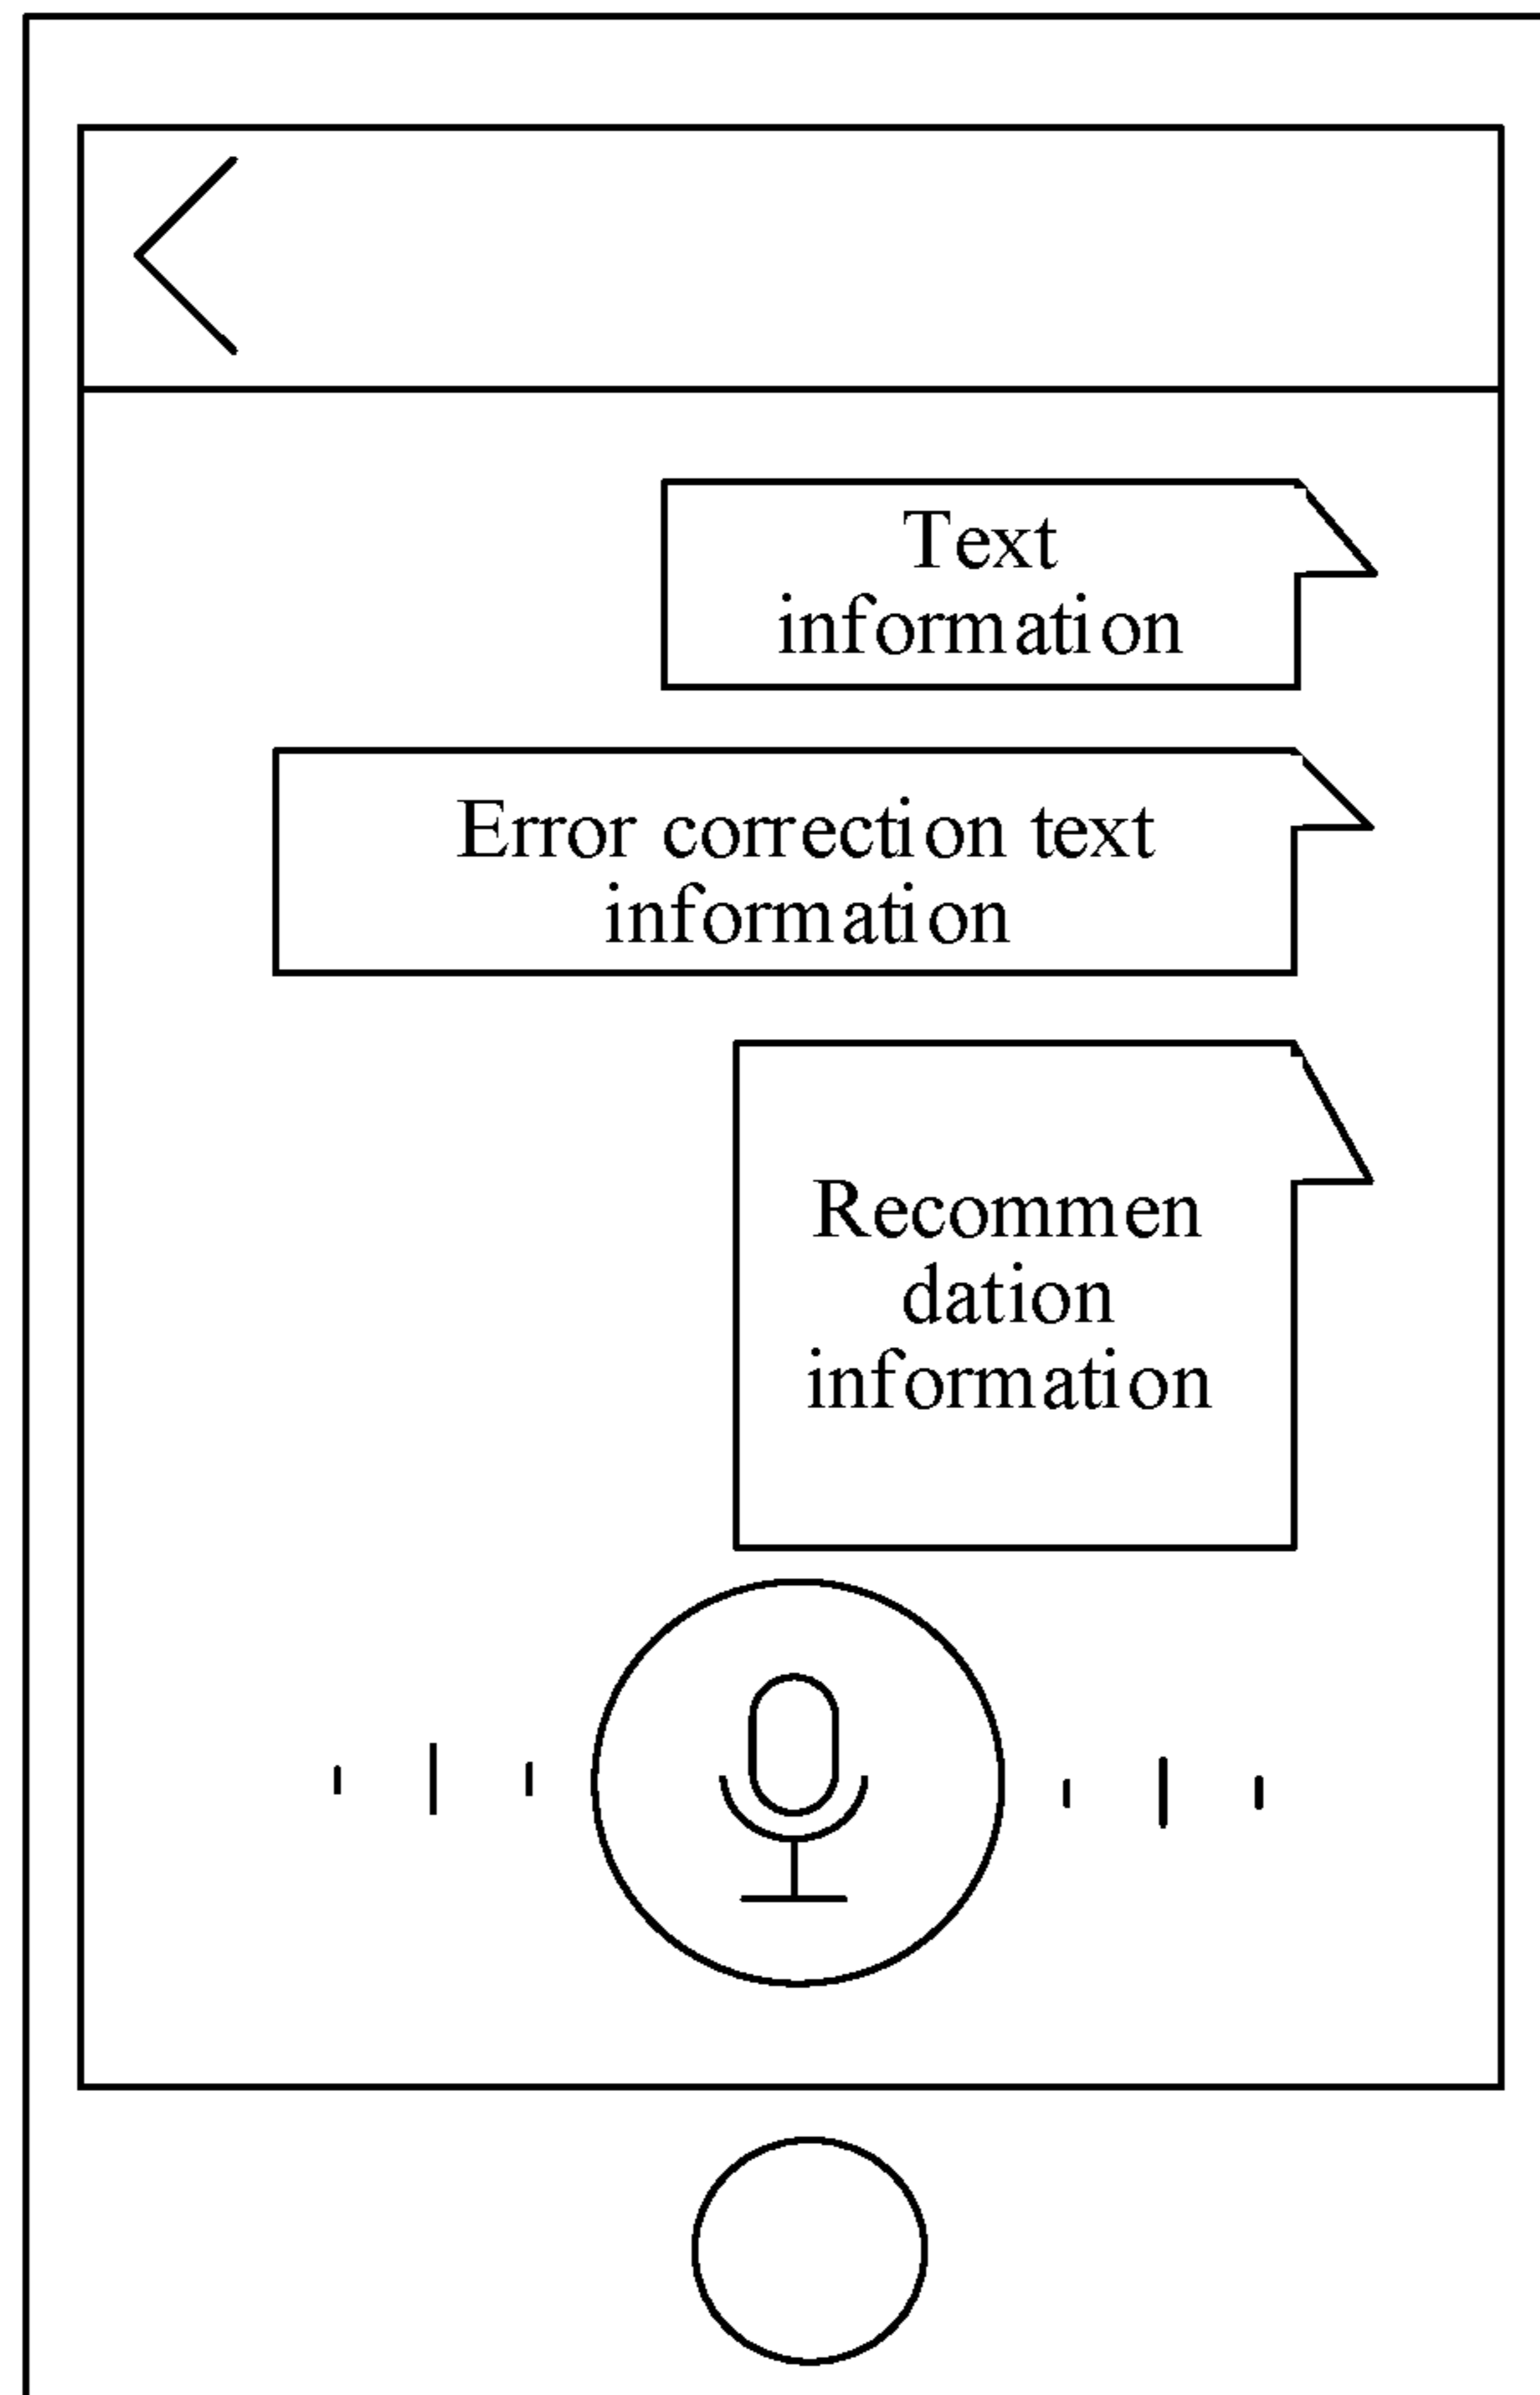 Text
information
Error correction text
information
Recommen
dation
information